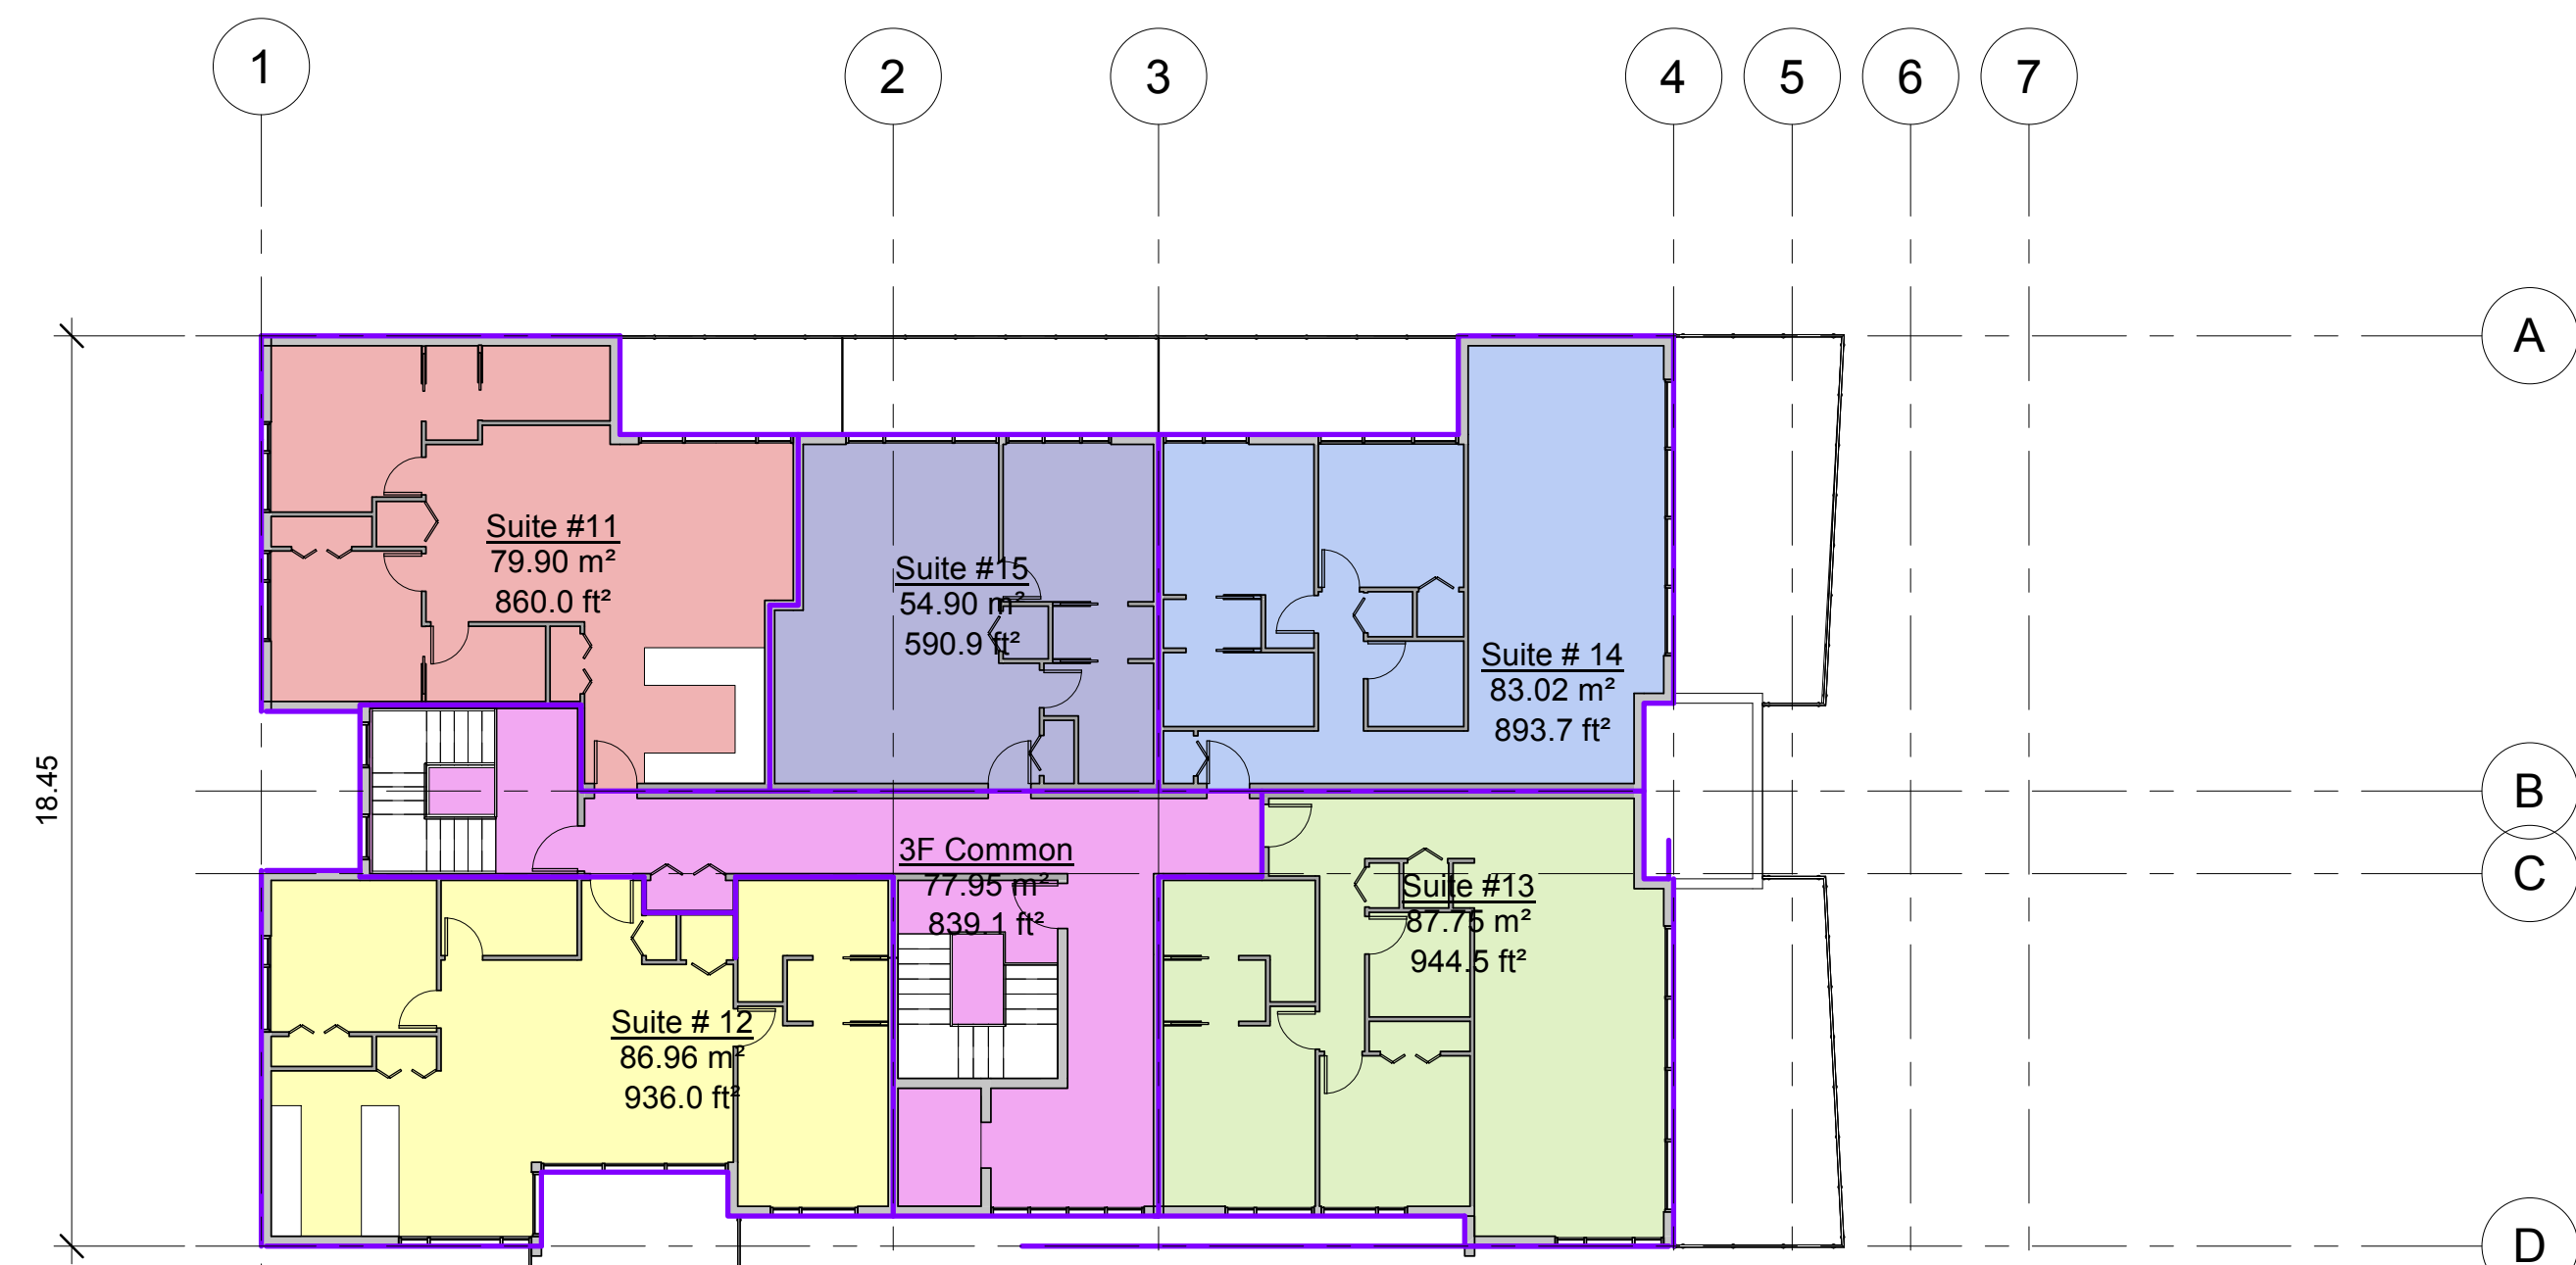 1
2
3
4
5
6
7
A
Suite #11
79.90 m²
860.0 ft²
Suite #15
54.90 m²
590.9 ft²
Suite # 14
83.02 m²
893.7 ft²
18.45
B
3F Common
77.95 m²
839.1 ft²
Suite #13
87.75 m²
944.5 ft²
C
Suite # 12
86.96 m²
936.0 ft²
D